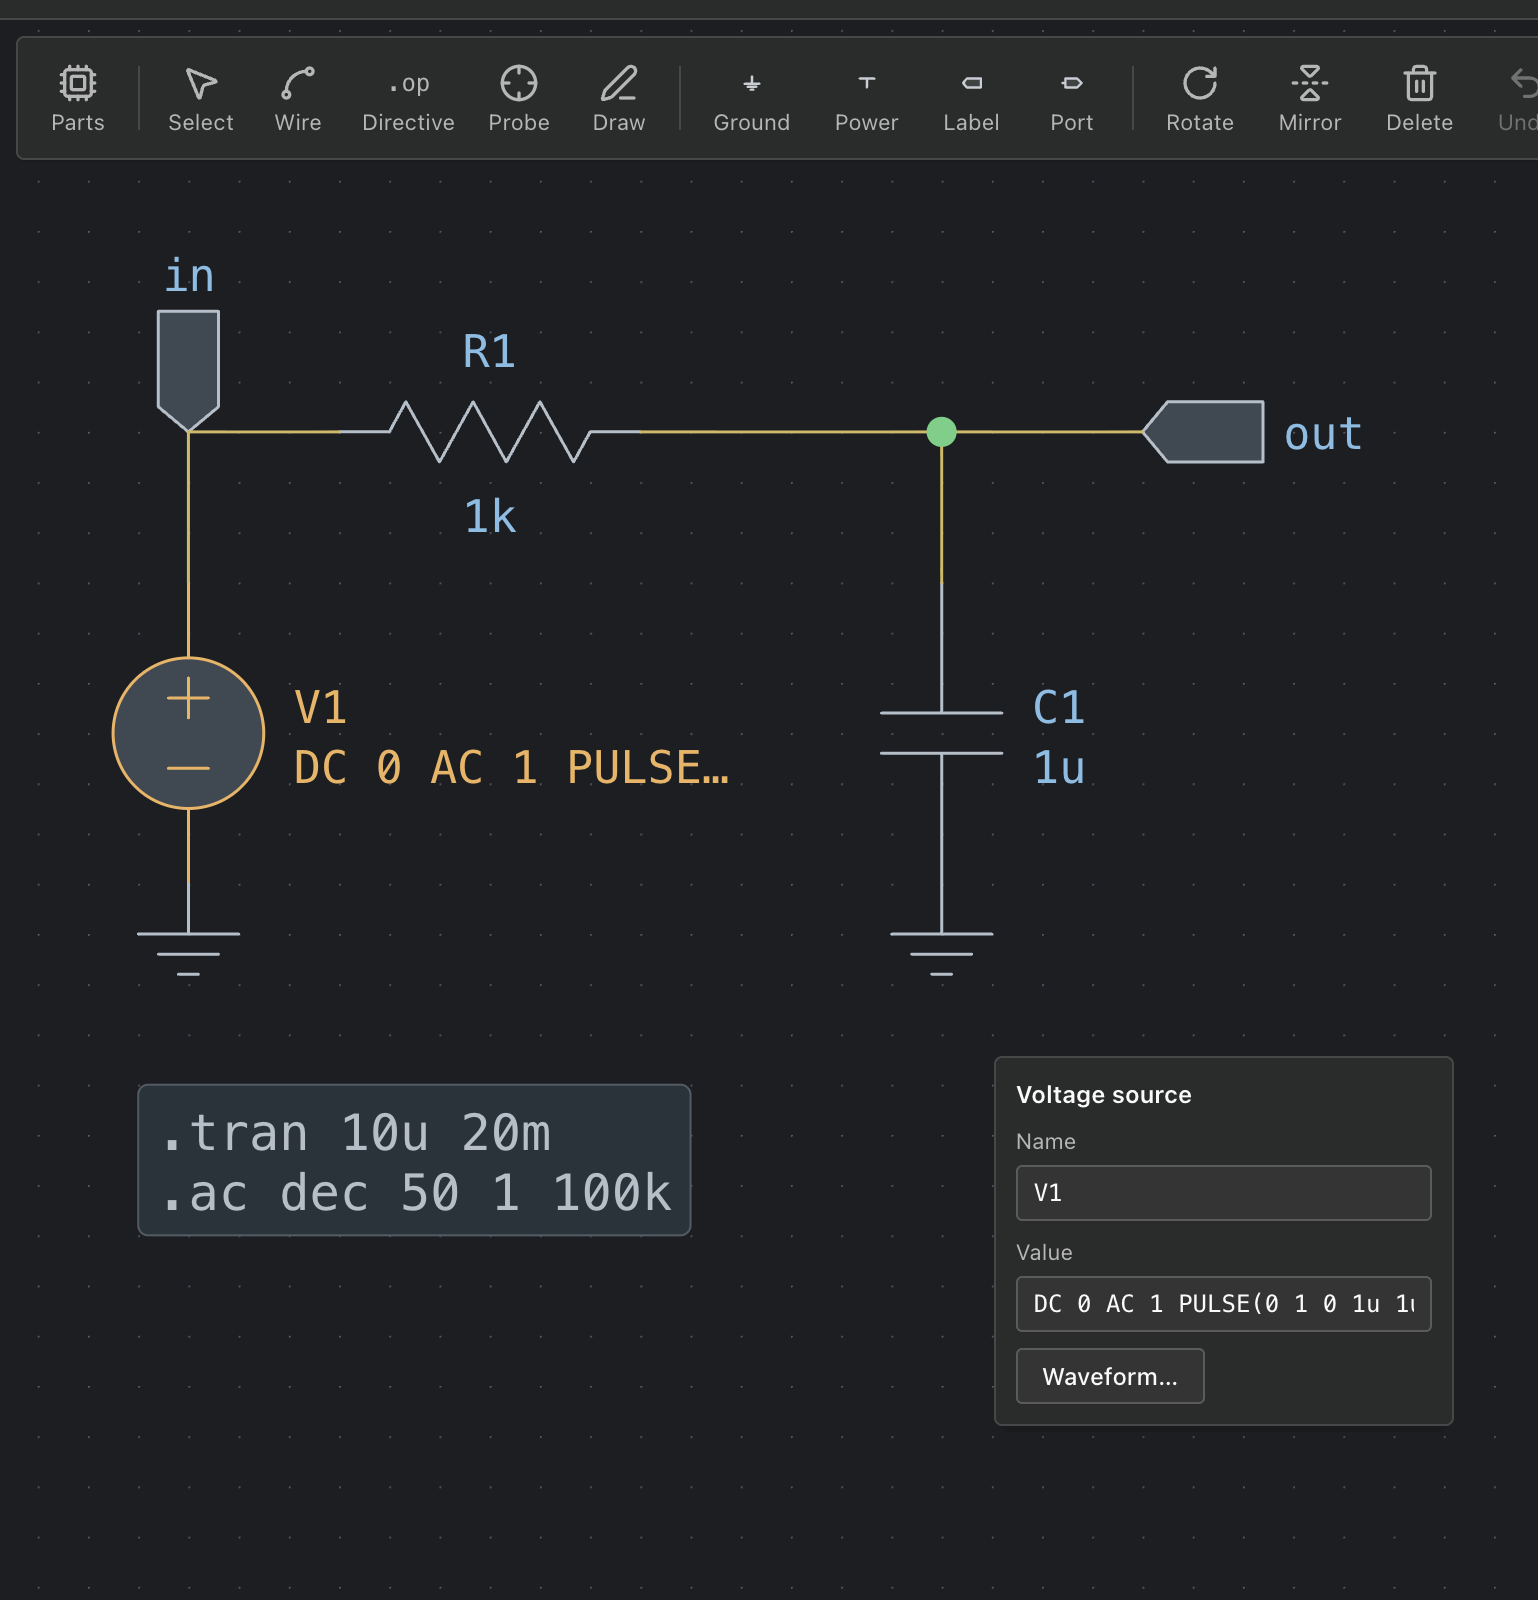 Parts
Select
Wire
.op
Directive
Probe
Draw
Ground
Power
Label
Port
Rotate
Mirror
Delete
in
R1
1k
out
V1
DC 0 AC 1 PULSE…
C1
1u
.tran 10u 20m
.ac dec 50 1 100k
Voltage source
Name
V1
Value
DC 0 AC 1 PULSE(0 1 0 1u
Waveform...